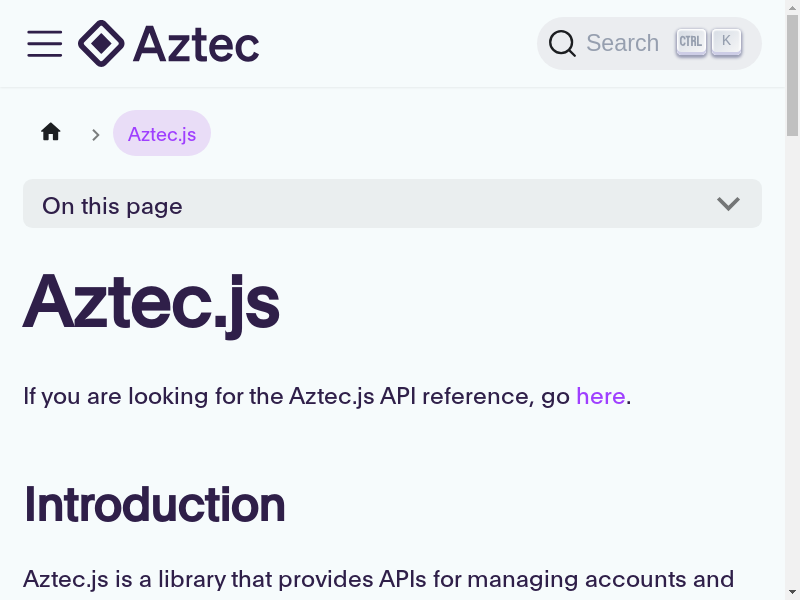 Aztec
Search CTRL K
Aztec.js
On this page
Aztec.js
If you are looking for the Aztec.js API reference, go here.
Introduction
Aztec.js is a library that provides APIs for managing accounts and